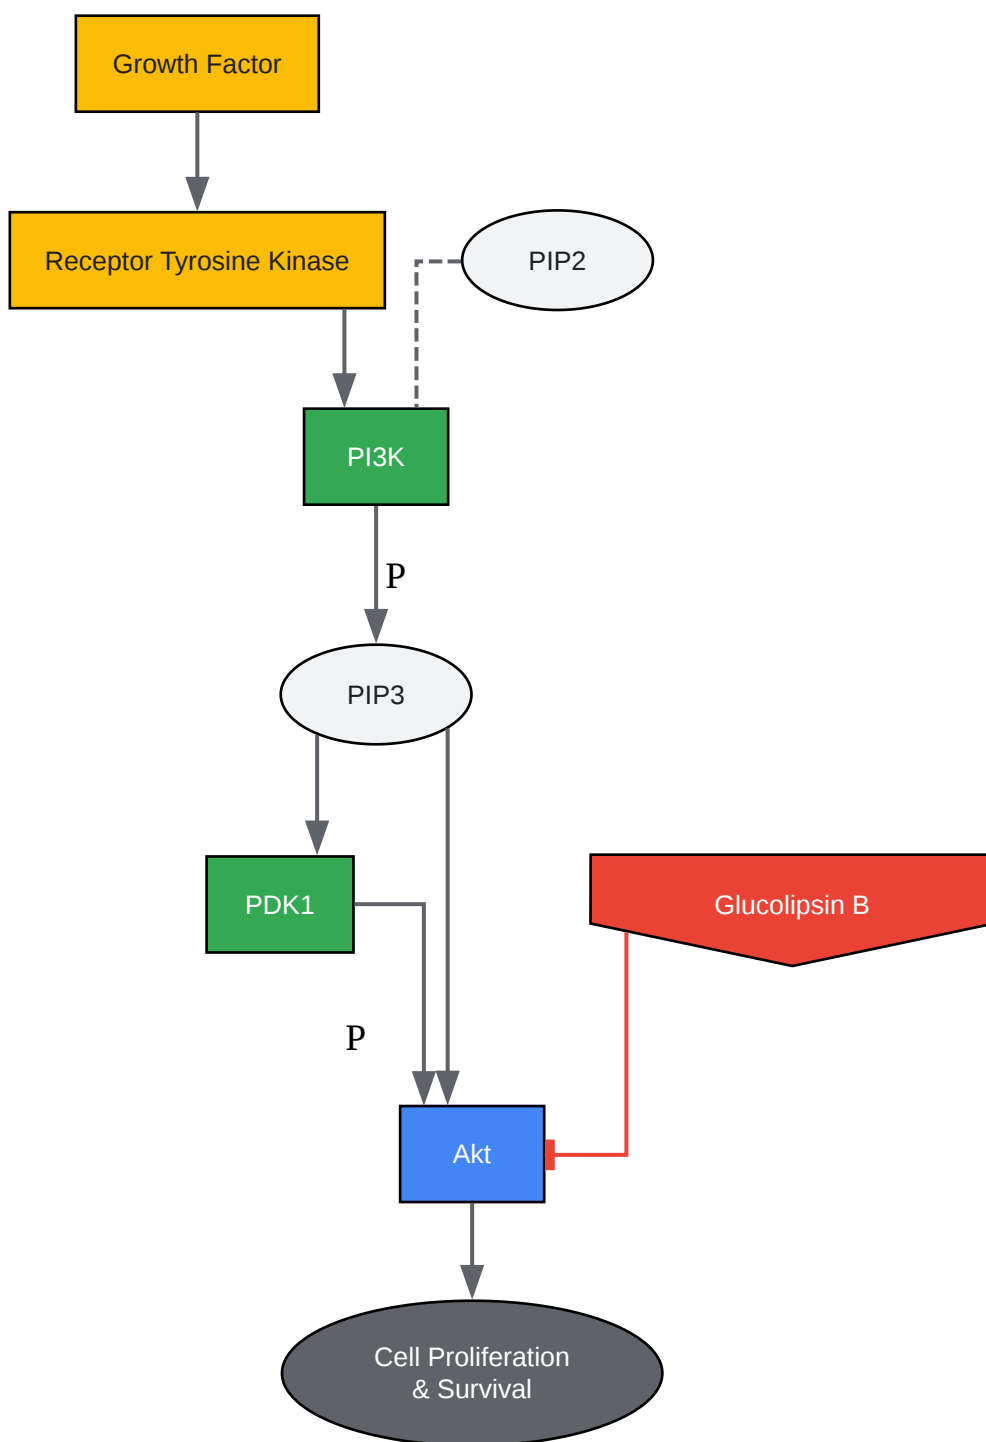 Growth Factor
Receptor Tyrosine Kinase
PIP2
PI3K
P
PIP3
PDK1
Glucolipsin B
P
Akt
Cell Proliferation
& Survival